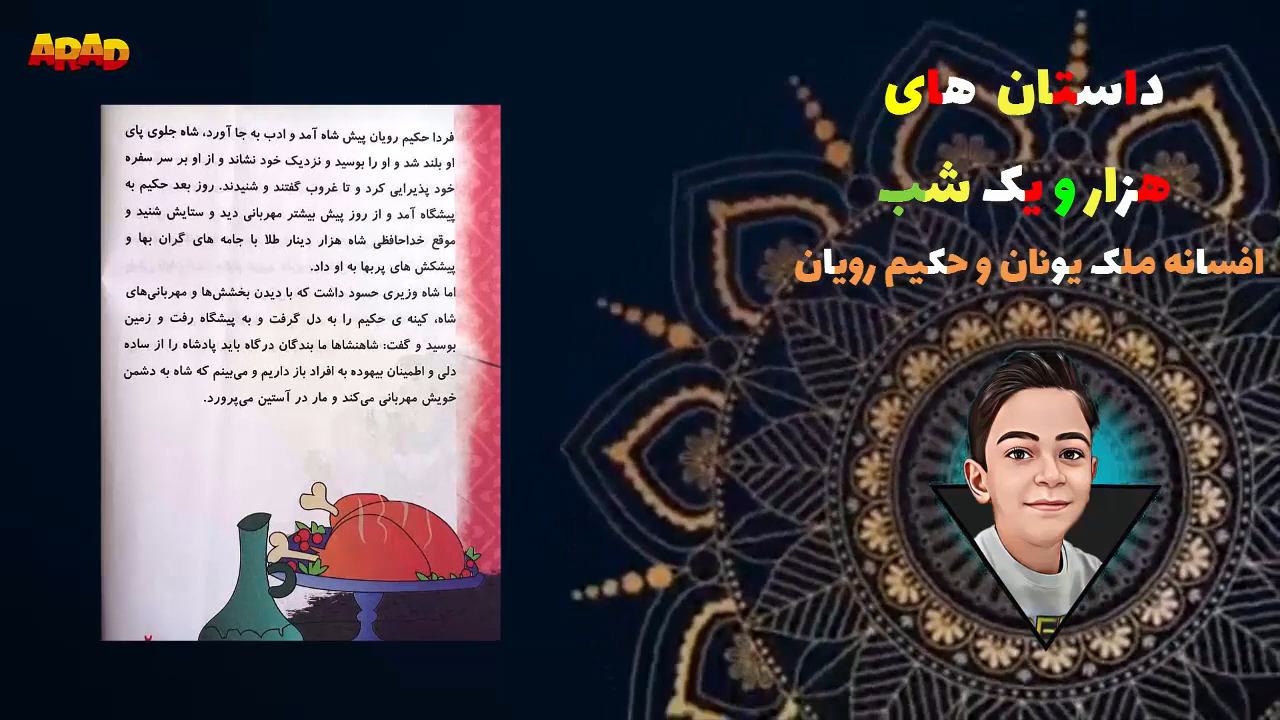 ARAD
داستان های
هزار و یک شب
افسانه ملک یونان و حکیم رویان
فردا حکیم رویان پیش شاه آمد و ادب به جا آورد، شاه جلوی پای
او بلند شد و او را بوسید و نزدیک خود نشاند و از او بر سر سفره
خود پذیرایی کرد و تا غروب گفتند و شنیدند. روز بعد حکیم به
پیشگاه آمد و از روز پیش بیشتر مهربانی دید و ستایش شنید و
موقع خداحافظی شاه هزار دینار طلا با جامه های گران بها و
پیشکش های پربها به او داد.
اما شاه وزیری حسود داشت که با دیدن بخشش‌ها و مهربانی‌های
شاه، کینه ی حکیم را به دل گرفت و به پیشگاه رفت و زمین
بوسید و گفت: شاهنشاها ما بندگان درگاه باید پادشاه را از ساده
دلی و اطمینان بیهوده به افراد باز داریم و می‌بینم که شاه به دشمن
خویش مهربانی می‌کند و مار در آستین می‌پرورد.